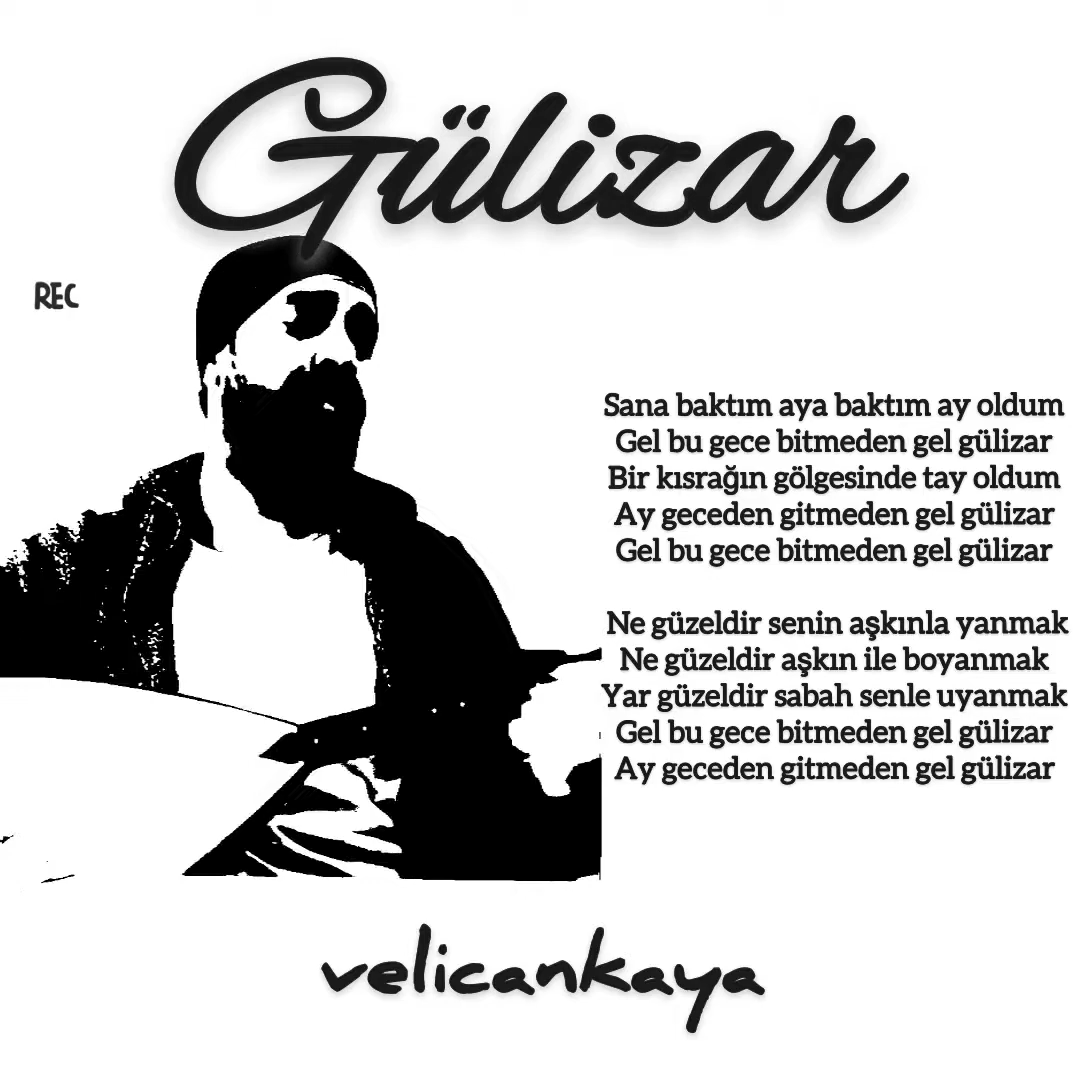 Gülizar
REC
Sana baktım aya baktım ay oldum
Gel bu gece bitmeden gel gülizar
Bir kısrağın gölgesinde tay oldum
Ay geceden gitmeden gel gülizar
Gel bu gece bitmeden gel gülizar
Ne güzeldir senin aşkınla yanmak
Ne güzeldir aşkın ile boyanmak
Yar güzeldir sabah senle uyanmak
Gel bu gece bitmeden gel gülizar
Ay geceden gitmeden gel gülizar
velicankaya